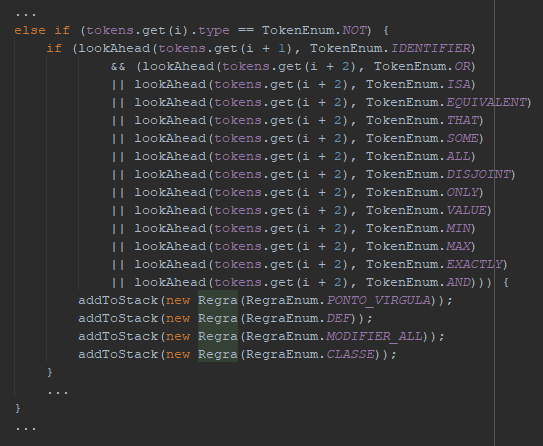 ...
else if (tokens.get(i).type == TokenEnum.NOT) {
if (lookAhead(tokens.get(i + 1), TokenEnum.IDENTIFIER)
&& (lookAhead(tokens.get(i + 2), TokenEnum.OR)
|| lookAhead(tokens.get(i + 2), TokenEnum.ISA)
|| lookAhead(tokens.get(i + 2), TokenEnum.EQUIVALENT)
|| lookAhead(tokens.get(i + 2), TokenEnum.THAT)
|| lookAhead(tokens.get(i + 2), TokenEnum.SOME)
|| lookAhead(tokens.get(i + 2), TokenEnum.ALL)
|| lookAhead(tokens.get(i + 2), TokenEnum.DISJOINT)
|| lookAhead(tokens.get(i + 2), TokenEnum.ONLY)
|| lookAhead(tokens.get(i + 2), TokenEnum.VALUE)
|| lookAhead(tokens.get(i + 2), TokenEnum.MIN)
|| lookAhead(tokens.get(i + 2), TokenEnum.MAX)
|| lookAhead(tokens.get(i + 2), TokenEnum.EXACTLY)
|| lookAhead(tokens.get(i + 2), TokenEnum.AND))) {
addToStack(new Regra(RegraEnum.PONTO_VIRGULA));
addToStack(new Regra(RegraEnum.DEF));
addToStack(new Regra(RegraEnum.MODIFIER_ALL));
addToStack(new Regra(RegraEnum.CLASSE));
}
...
}
...